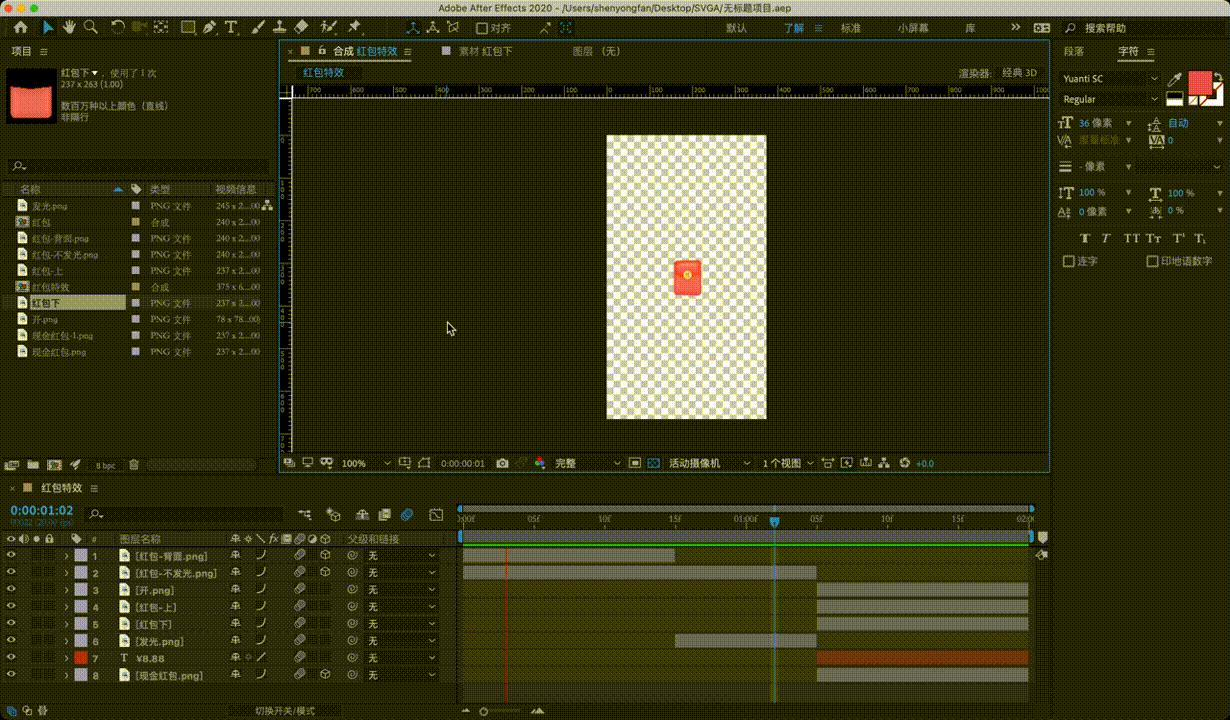 Adobe After Effects 2020 - /Users/shenyongfan/Desktop/SVGA/无标题项目.aep
对齐 默认 了解 标准 小屏幕 库 搜索帮助
项目
红包下 ，使用了 1 次
237 x 263 (1.00)
数百万种以上颜色（直线）
非隔行
名称 类型 视频信息
发光.png PNG 文件 245 x 2...00
红包 合成 240 x 2...00
红包-背面.png PNG 文件 240 x 2...00
红包-不发光.png PNG 文件 240 x 2...00
红包-上 PNG 文件 237 x 2...00
红包特效 合成 375 x 6...00
红包下 PNG 文件 237 x 2...00
开.png PNG 文件 78 x 78...00
现金红包-1.png PNG 文件 237 x 2...00
现金红包.png PNG 文件 237 x 2...00
8 bpc
合成 红包特效 素材 红包下 图层 （无）
红包特效 渲染器: 经典 3D
700 600 500 400 300 200 100 0 100 200 300 400 500 600 700 800 900 1000
100% 0:00:00:01 完整 活动摄像机 1 个视图 +0.0
段落 字符
Yuanti SC
Regular
36 像素 自动
度量标准 0
- 像素
100 % 100 %
0 像素 0 %
T T TT Tт T¹ T₁
连字 印地语数字
红包特效
0:00:01:02
:00f 05f 10f 15f 01:00f 05f 10f 15f 02:0
# 图层名称 父级和链接
1 [红包-背面.png] 无
2 [红包-不发光.png] 无
3 [开.png] 无
4 [红包-上] 无
5 [红包下] 无
6 [发光.png] 无
7 T ¥8.88 无
8 [现金红包.png] 无
切换开关/模式